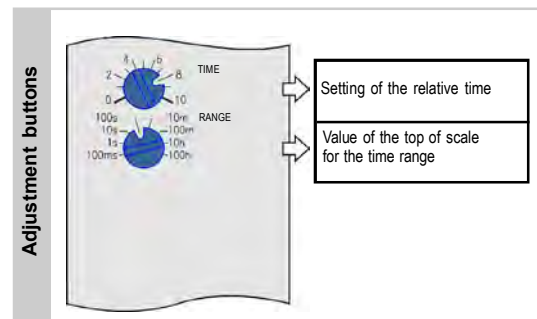 Adjustment buttons
4 6
2 8
0 10
TIME
100s 10m
10s 100m
1s 10h
100ms 100h
RANGE
Setting of the relative time
Value of the top of scale
for the time range